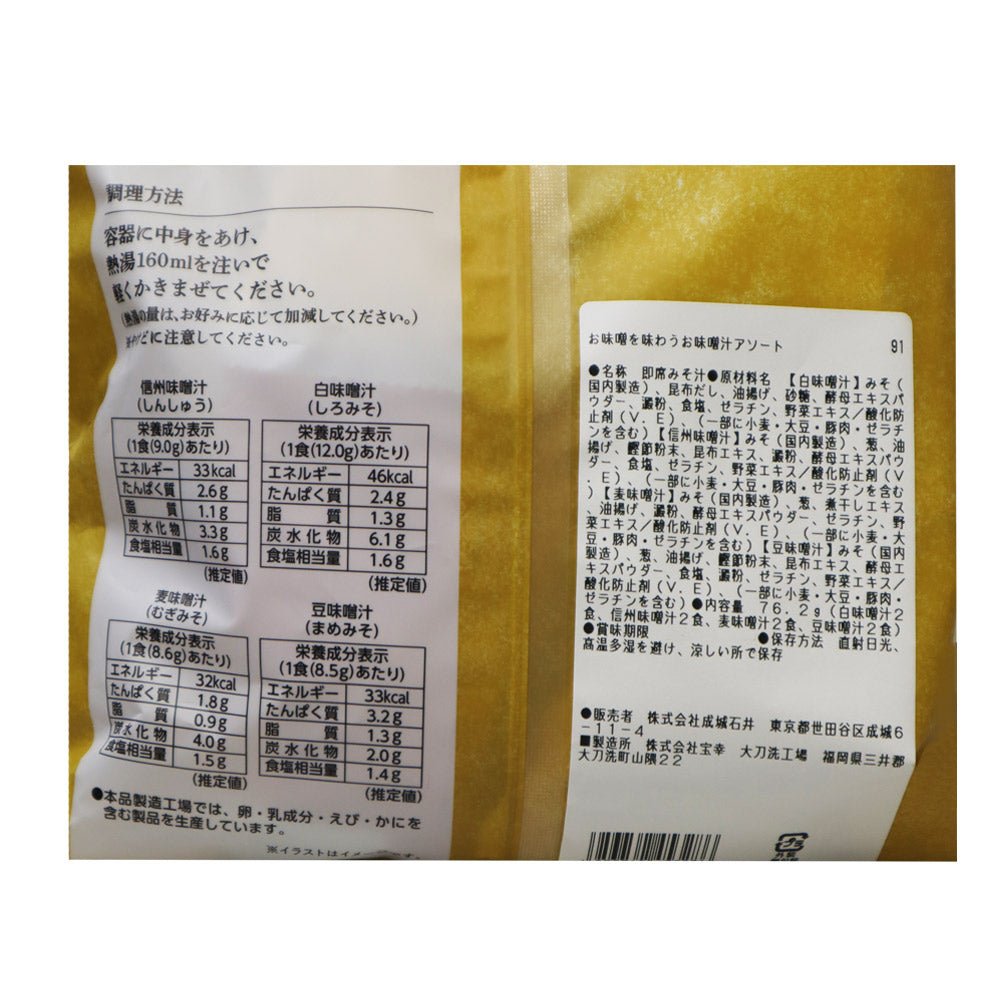 調理方法
容器に中身をあけ、
熱湯160mlを注いで
軽くかきまぜてください。
(熱湯の量は、お好みに応じて加減してください。)
に注意してください。
信州味噌汁
(しんしゅう)
栄養成分表示
(1食(9.0g)あたり)
エネルギー 33kcal
たんぱく質 2.6g
脂質 1.1g
炭水化物 3.3g
食塩相当量 1.6g
(推定値)
白味噌汁
(しろみそ)
栄養成分表示
(1食(12.0g)あたり)
エネルギー 46kcal
たんぱく質 2.4g
脂質 1.3g
炭水化物 6.1g
食塩相当量 1.6g
(推定値)
麦味噌汁
(むぎみそ)
栄養成分表示
(1食(8.6g)あたり)
エネルギー 32kcal
たんぱく質 1.8g
脂質 0.9g
炭水化物 4.0g
食塩相当量 1.5g
(推定値)
豆味噌汁
(まめみそ)
栄養成分表示
(1食(8.5g)あたり)
エネルギー 33kcal
たんぱく質 3.2g
脂質 1.3g
炭水化物 2.0g
食塩相当量 1.4g
(推定値)
●本品製造工場では、卵・乳成分・えび・かにを
含む製品を生産しています。
※イラストはイメージです。
お味噌を味わうお味噌汁アソート 91
●名称 即席みそ汁●原材料名 【白味噌汁】みそ(
国内製造)、昆布だし、油揚げ、砂糖、酵母エキスパ
ウダー、澱粉、食塩、ゼラチン、野菜エキス/酸化防
止剤(V.E)、(一部に小麦・大豆・豚肉・ゼラチ
ンを含む)【信州味噌汁】みそ(国内製造)、葱、油
揚げ、鰹節粉末、昆布エキス、澱粉、酵母エキスパウ
ダー、食塩、ゼラチン、野菜エキス/酸化防止剤(V
.E)、(一部に小麦・大豆・豚肉・ゼラチンを含む
)【麦味噌汁】みそ(国内製造)、葱、煮干しエキス
、油揚げ、澱粉、酵母エキスパウダー、ゼラチン、野
菜エキス/酸化防止剤(V.E)、(一部に小麦・大
豆・豚肉・ゼラチンを含む)【豆味噌汁】みそ(国内
製造)、葱、油揚げ、鰹節粉末、昆布エキス、酵母エ
キスパウダー、食塩、澱粉、ゼラチン、野菜エキス/
酸化防止剤(V.E)、(一部に小麦・大豆・豚肉・
ゼラチンを含む)●内容量 76.2g(白味噌汁2
食、信州味噌汁2食、麦味噌汁2食、豆味噌汁2食)
●賞味期限 ●保存方法 直射日光、
高温多湿を避け、涼しい所で保存
●販売者 株式会社成城石井 東京都世田谷区成城6
-11-4
■製造所 株式会社宝幸 大刀洗工場 福岡県三井郡
大刀洗町山隈22
プラ